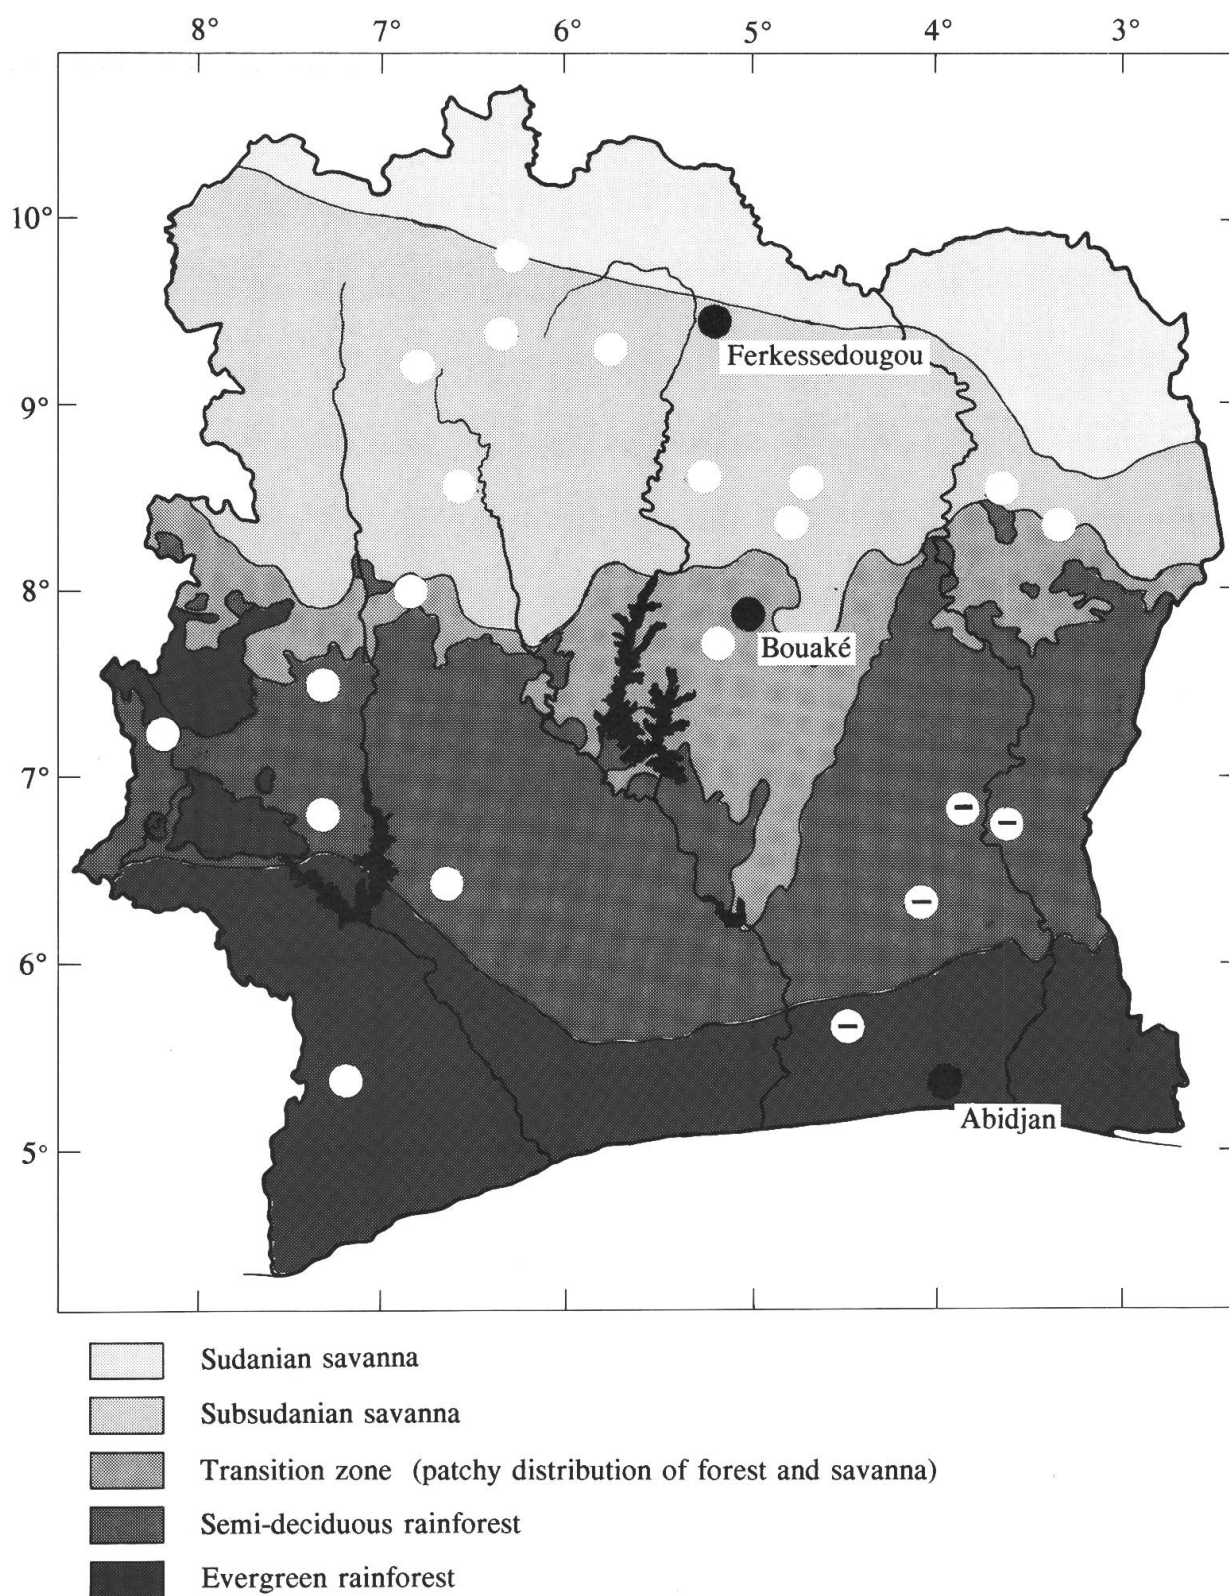 8° 7° 6° 5° 4° 3°
10°
Ferkessedougou
9°
8°
Bouaké
7°
6°
Abidjan
5°
Sudanian savanna
Subsudanian savanna
Transition zone (patchy distribution of forest and savanna)
Semi-deciduous rainforest
Evergreen rainforest